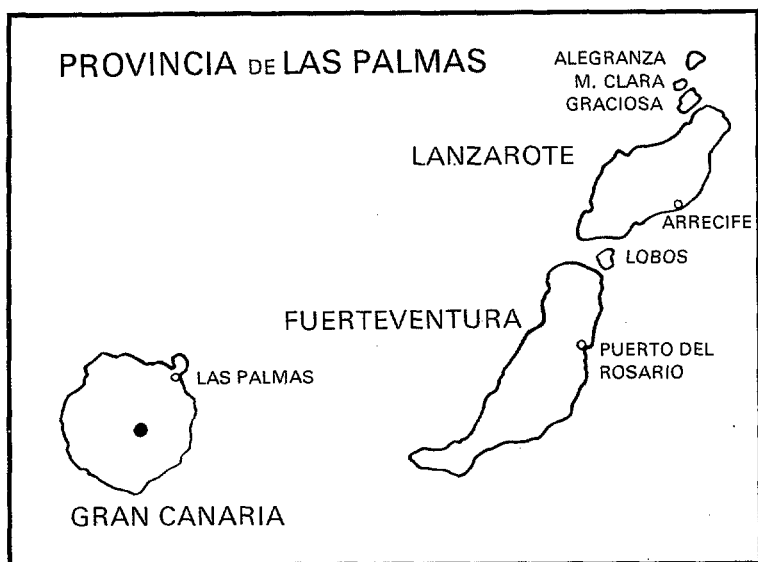 PROVINCIA DE LAS PALMAS
ALEGRANZA
M. CLARA
GRACIOSA
LANZAROTE
ARRECIFE
LOBOS
FUERTEVENTURA
PUERTO DEL
ROSARIO
LAS PALMAS
GRAN CANARIA